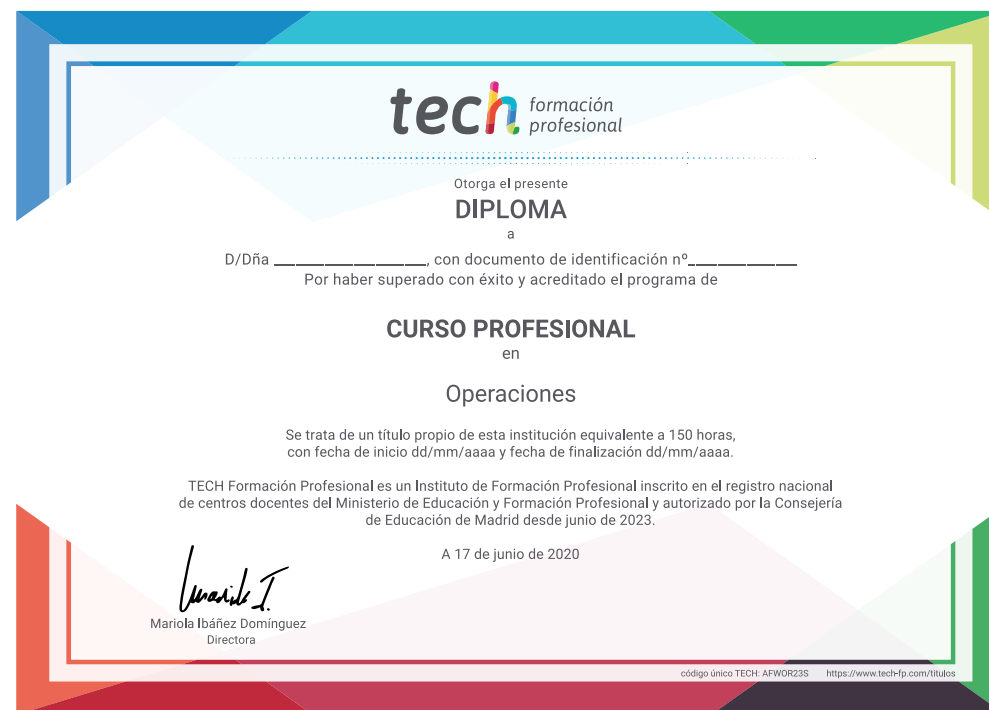 tech formación
profesional
Otorga el presente
DIPLOMA
a
D/Dña __________________, con documento de identificación nº_____________
Por haber superado con éxito y acreditado el programa de
CURSO PROFESIONAL
en
Operaciones
Se trata de un título propio de esta institución equivalente a 150 horas,
con fecha de inicio dd/mm/aaaa y fecha de finalización dd/mm/aaaa.
TECH Formación Profesional es un Instituto de Formación Profesional inscrito en el registro nacional
de centros docentes del Ministerio de Educación y Formación Profesional y autorizado por la Consejería
de Educación de Madrid desde junio de 2023.
A 17 de junio de 2020
Mariola Ibáñez Domínguez
Directora
código único TECH: AFWOR23S https://www.tech-fp.com/titulos